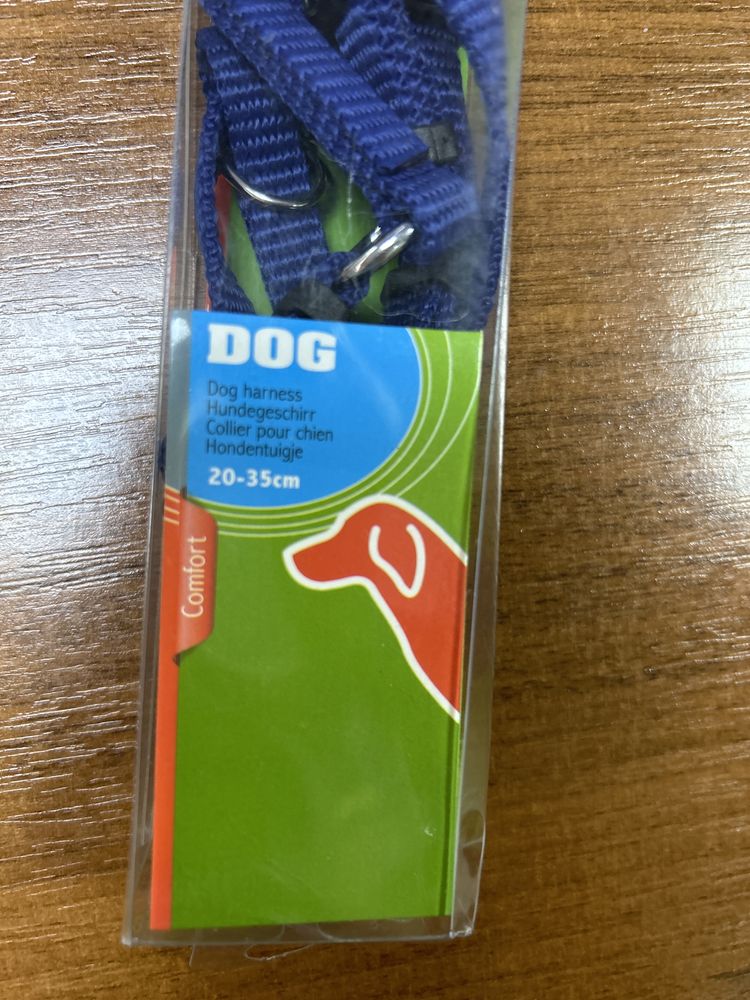 DOG
Dog harness
Hundegeschirr
Collier pour chien
Hondentuigje
20-35cm
Comfort